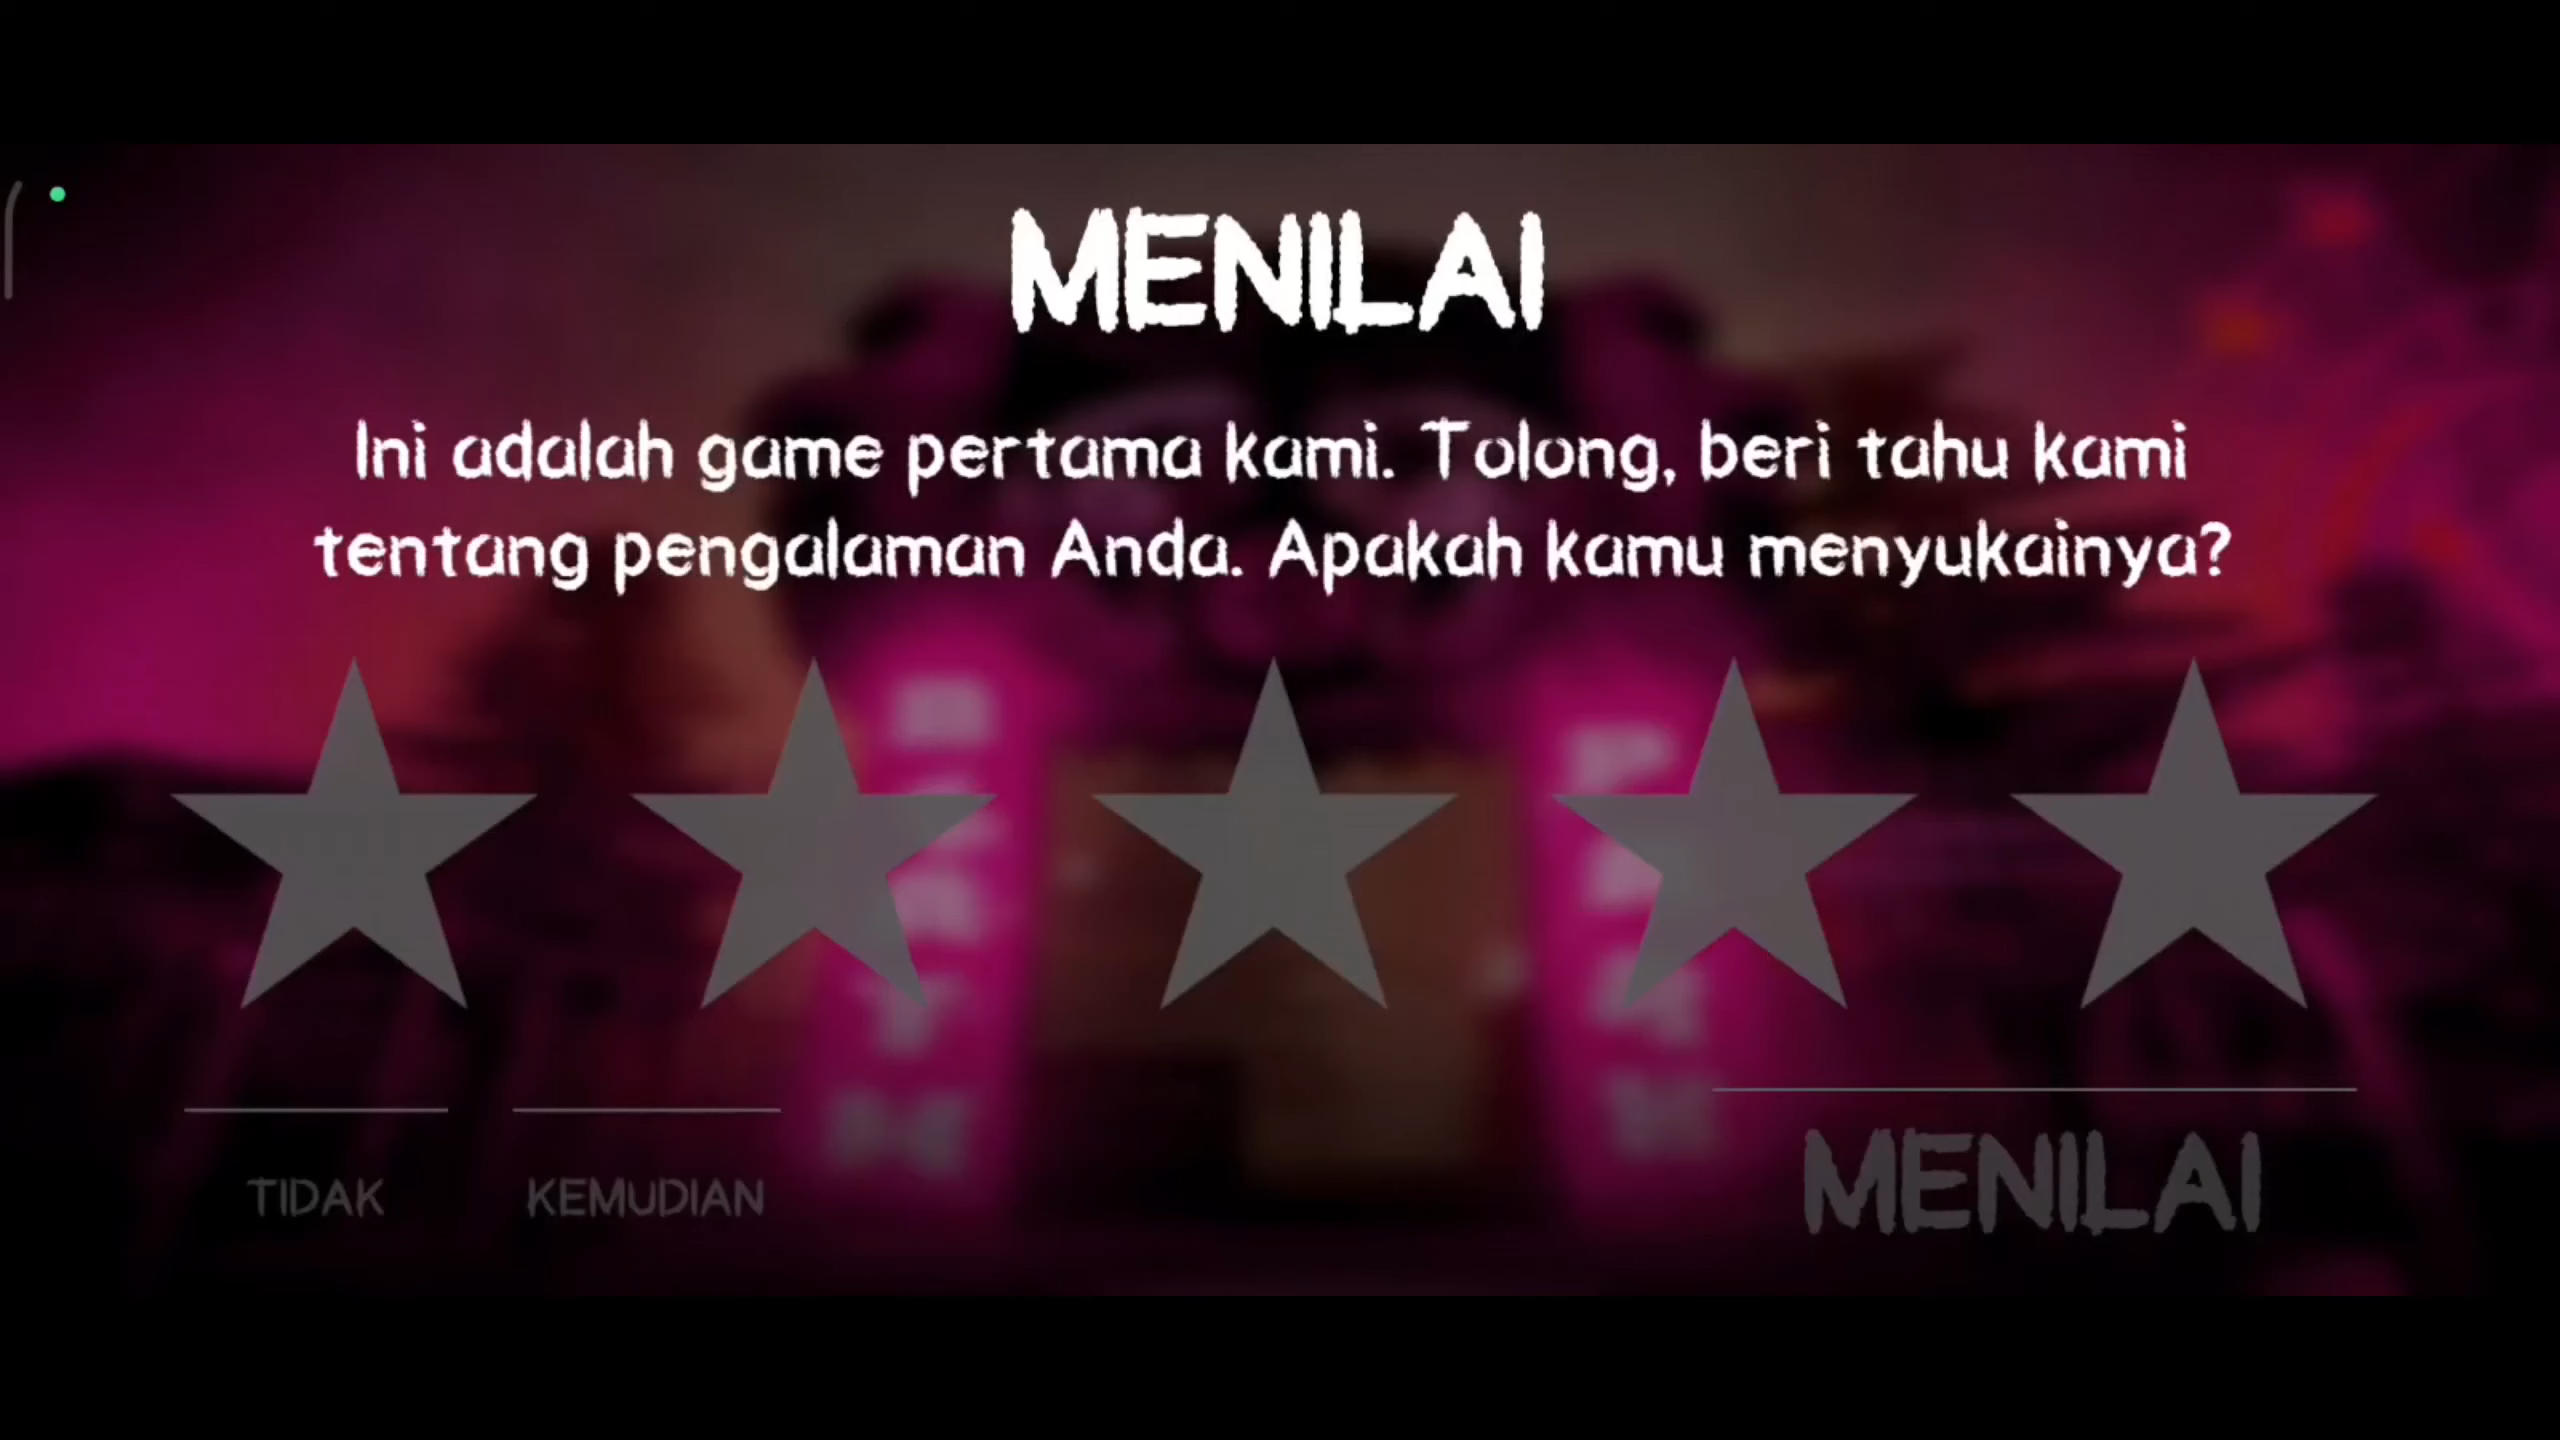 MENILAI
Ini adalah game pertama kami. Tolong, beri tahu kami
tentang pengalaman Anda. Apakah kamu menyukainya?
TIDAK
KEMUDIAN
MENILAI